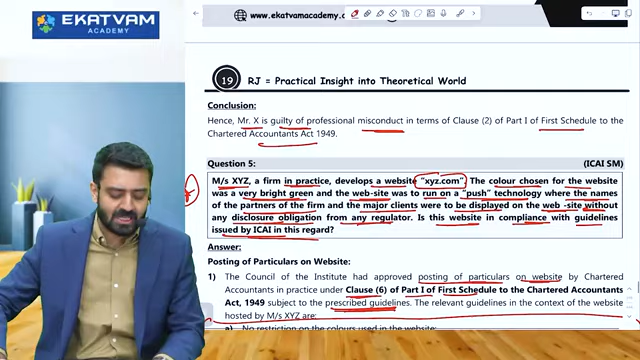 EKATVAM
ACADEMY
www.ekatvamacademy.com
19 RJ = Practical Insight into Theoretical World
Conclusion:
Hence, Mr. X is guilty of professional misconduct in terms of Clause (2) of Part I of First Schedule to the
Chartered Accountants Act 1949.
Question 5: (ICAI SM)
M/s XYZ, a firm in practice, develops a website "xyz.com". The colour chosen for the website
was a very bright green and the web-site was to run on a "push" technology where the names
of the partners of the firm and the major clients were to be displayed on the web -site without
any disclosure obligation from any regulator. Is this website in compliance with guidelines
issued by ICAI in this regard?
Answer:
Posting of Particulars on Website:
1) The Council of the Institute had approved posting of particulars on website by Chartered
Accountants in practice under Clause (6) of Part I of First Schedule to the Chartered Accountants
Act, 1949 subject to the prescribed guidelines. The relevant guidelines in the context of the website
hosted by M/s XYZ are:
a) No restriction on the colours used in the website;